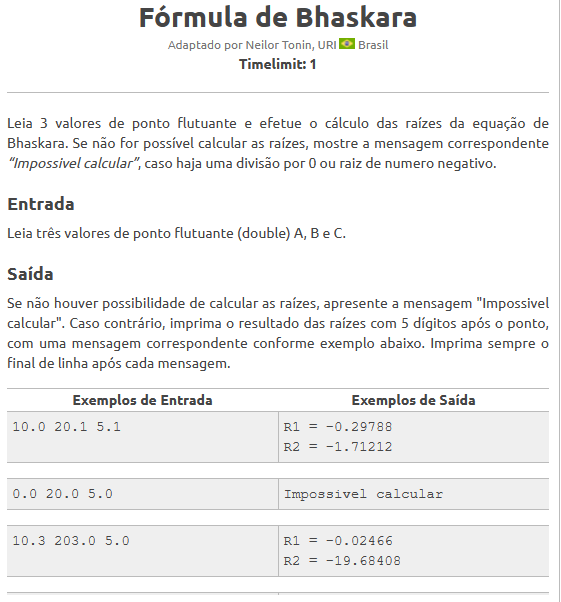 Fórmula de Bhaskara
Adaptado por Neilor Tonin, URI Brasil
Timelimit: 1
Leia 3 valores de ponto flutuante e efetue o cálculo das raízes da equação de
Bhaskara. Se não for possível calcular as raízes, mostre a mensagem correspondente
“Impossivel calcular”, caso haja uma divisão por 0 ou raiz de numero negativo.
Entrada
Leia três valores de ponto flutuante (double) A, B e C.
Saída
Se não houver possibilidade de calcular as raízes, apresente a mensagem "Impossivel
calcular". Caso contrário, imprima o resultado das raízes com 5 dígitos após o ponto,
com uma mensagem correspondente conforme exemplo abaixo. Imprima sempre o
final de linha após cada mensagem.
Exemplos de Entrada Exemplos de Saída
10.0 20.1 5.1 R1 = -0.29788
R2 = -1.71212
0.0 20.0 5.0 Impossivel calcular
10.3 203.0 5.0 R1 = -0.02466
R2 = -19.68408